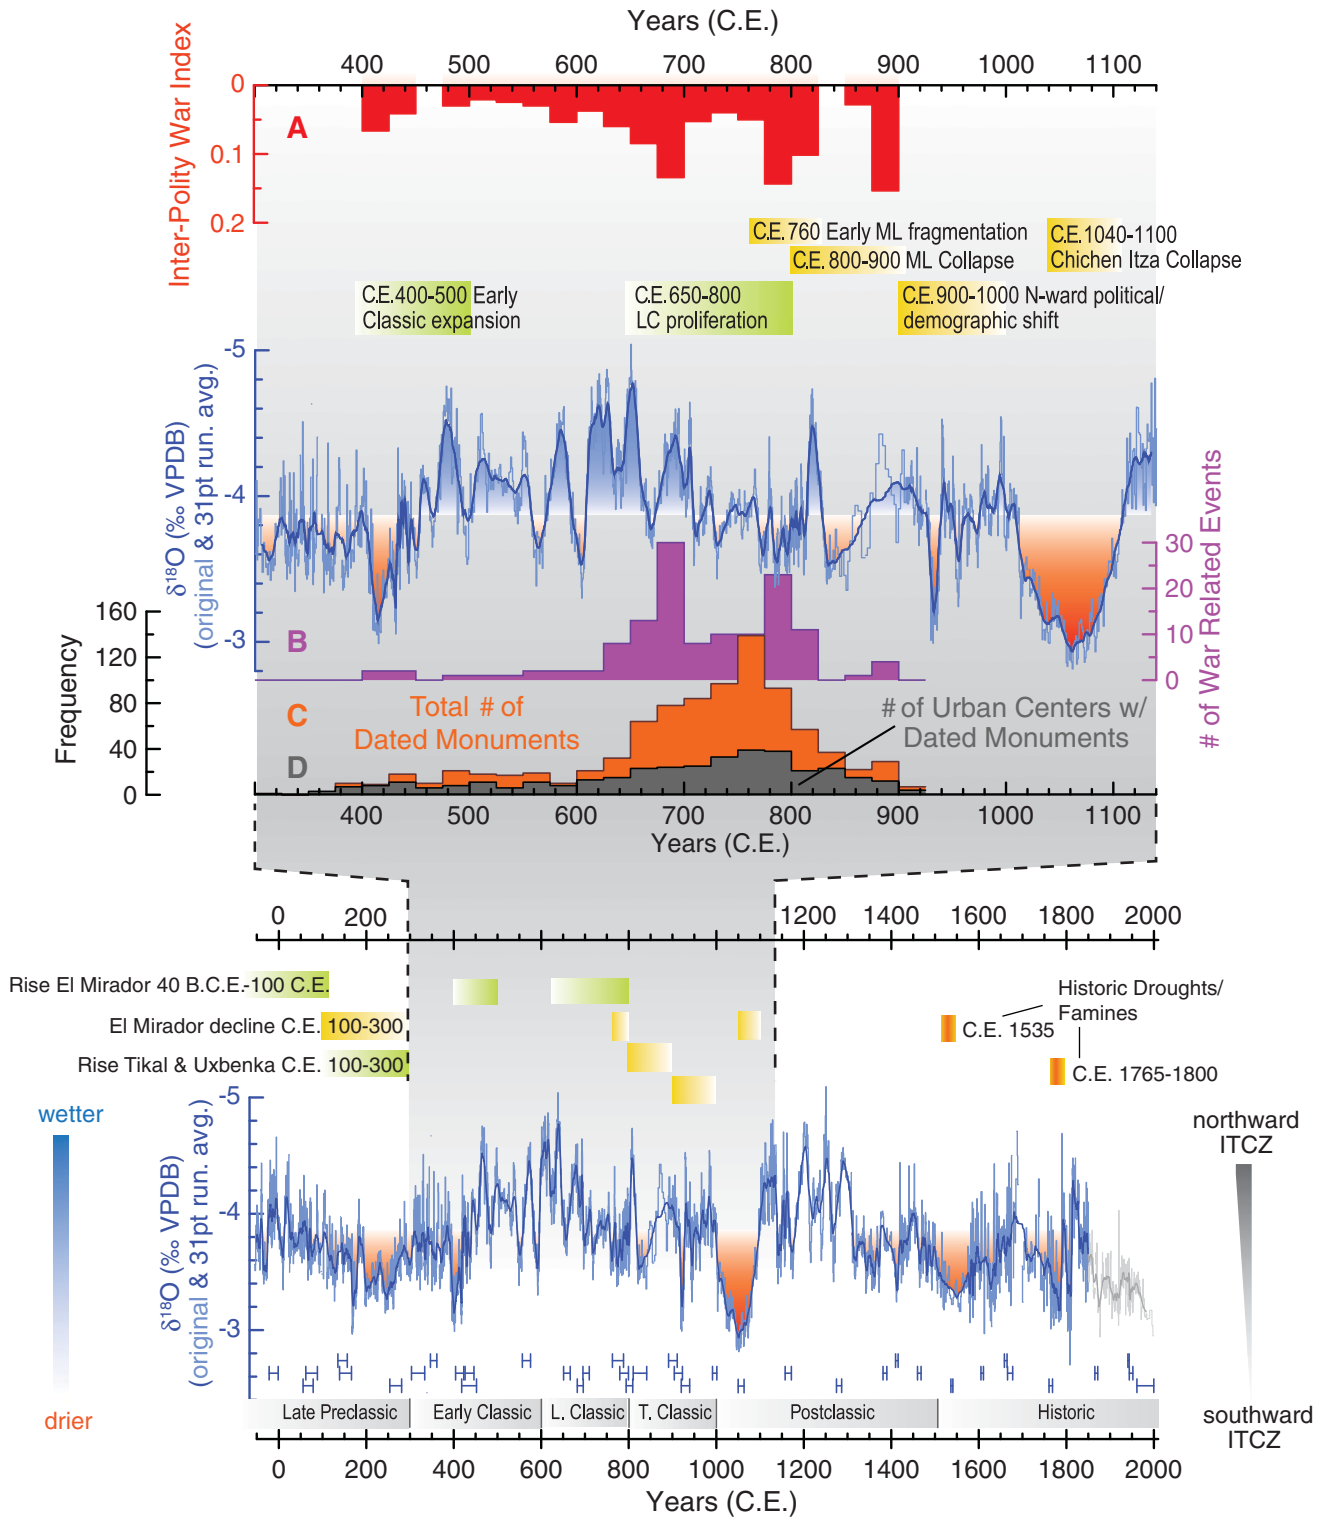 Years (C.E.)
400 500 600 700 800 900 1000 1100
Inter-Polity War Index
0
0.1
0.2
A
C.E. 760 Early ML fragmentation
C.E. 800-900 ML Collapse
C.E. 1040-1100
Chichen Itza Collapse
C.E. 400-500 Early
Classic expansion
C.E. 650-800
LC proliferation
C.E. 900-1000 N-ward political/
demographic shift
-5
-4
-3
δ18O (‰ VPDB)
(original & 31pt run. avg.)
B
30
20
10
0
# of War Related Events
Frequency
160
120
80
40
0
C
Total # of
Dated Monuments
D
# of Urban Centers w/
Dated Monuments
400 500 600 700 800 900 1000 1100
Years (C.E.)
0 200 1200 1400 1600 1800 2000
Rise El Mirador 40 B.C.E.-100 C.E.
El Mirador decline C.E. 100-300
Rise Tikal & Uxbenka C.E. 100-300
Historic Droughts/
Famines
C.E. 1535
C.E. 1765-1800
wetter
drier
-5
-4
-3
δ18O (‰ VPDB)
(original & 31pt run. avg.)
northward
ITCZ
southward
ITCZ
Late Preclassic Early Classic L. Classic T. Classic Postclassic Historic
0 200 400 600 800 1000 1200 1400 1600 1800 2000
Years (C.E.)